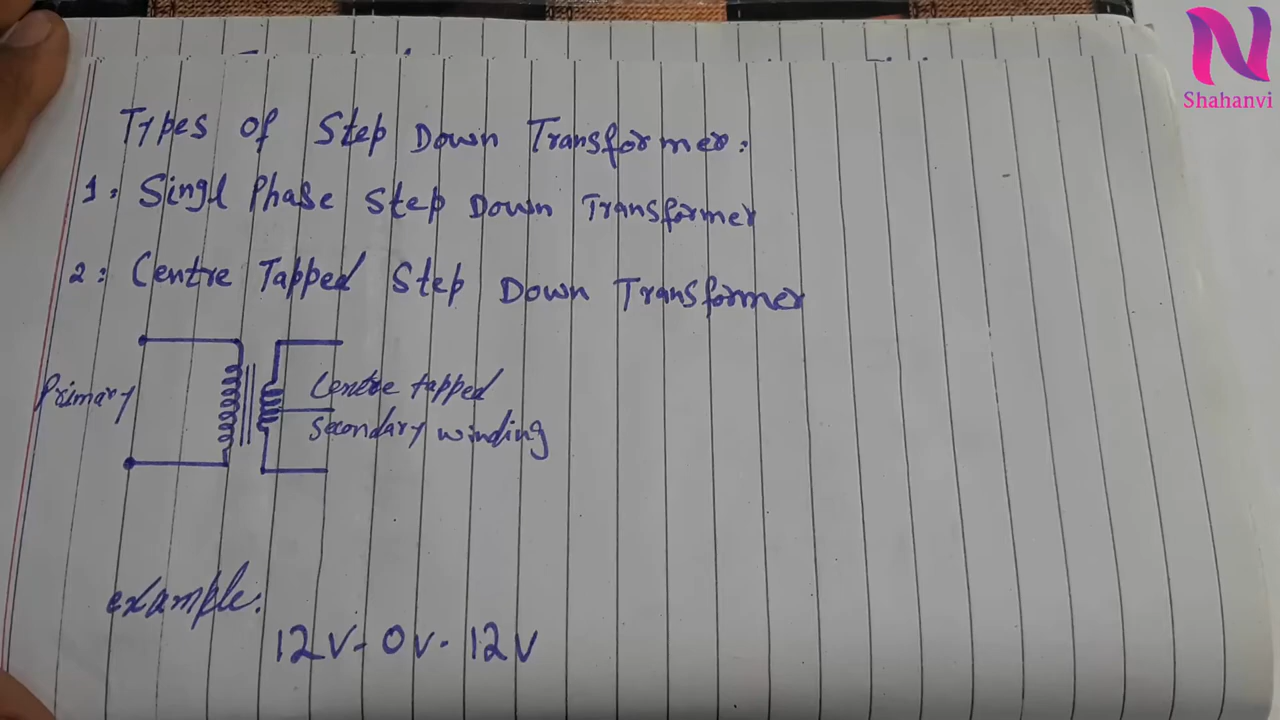 Types of Step Down Transformer:
1: Singl Phase Step Down Transformer
2: Centre Tapped Step Down Transformer
Primary
Centre tapped
Secondary winding
example:
12V- 0V- 12V
N
Shahanvi